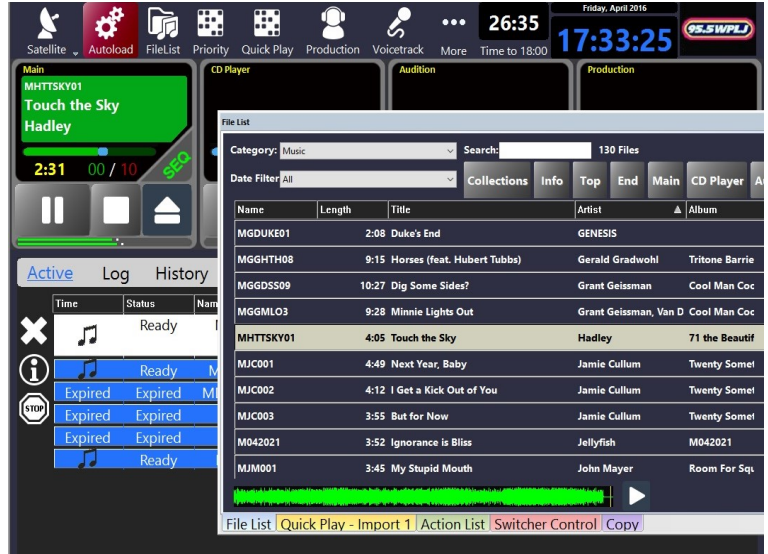 Friday, April 2016
26:35
17:33:25
95.5 WPLJ
Satellite Autoload FileList Priority Quick Play Production Voicetrack More Time to 18:00
Main
CD Player
Audition
Production
MHTTSKY01
Touch the Sky
Hadley
2:31 00 / 10 SEQ
File List
Category: Music Search: 130 Files
Date Filter All Collections Info Top End Main CD Player
Name Length Title Artist Album
MGDUKE01 2:08 Duke's End GENESIS
MGGHTH08 9:15 Horses (feat. Hubert Tubbs) Gerald Gradwohl Tritone Barrie
MGGDSS09 10:27 Dig Some Sides? Grant Geissman Cool Man Coc
MGGMLO3 9:28 Minnie Lights Out Grant Geissman, Van D Cool Man Coc
MHTTSKY01 4:05 Touch the Sky Hadley 71 the Beautif
MJC001 4:49 Next Year, Baby Jamie Cullum Twenty Somet
MJC002 4:12 I Get a Kick Out of You Jamie Cullum Twenty Somet
MJC003 3:55 But for Now Jamie Cullum Twenty Somet
M042021 3:52 Ignorance is Bliss Jellyfish M042021
MJM001 3:45 My Stupid Mouth John Mayer Room For Squ
Active Log History
Time Status Nam
Ready
Ready
Expired Expired
Expired Expired
Expired Expired
Ready
STOP
File List Quick Play - Import 1 Action List Switcher Control Copy